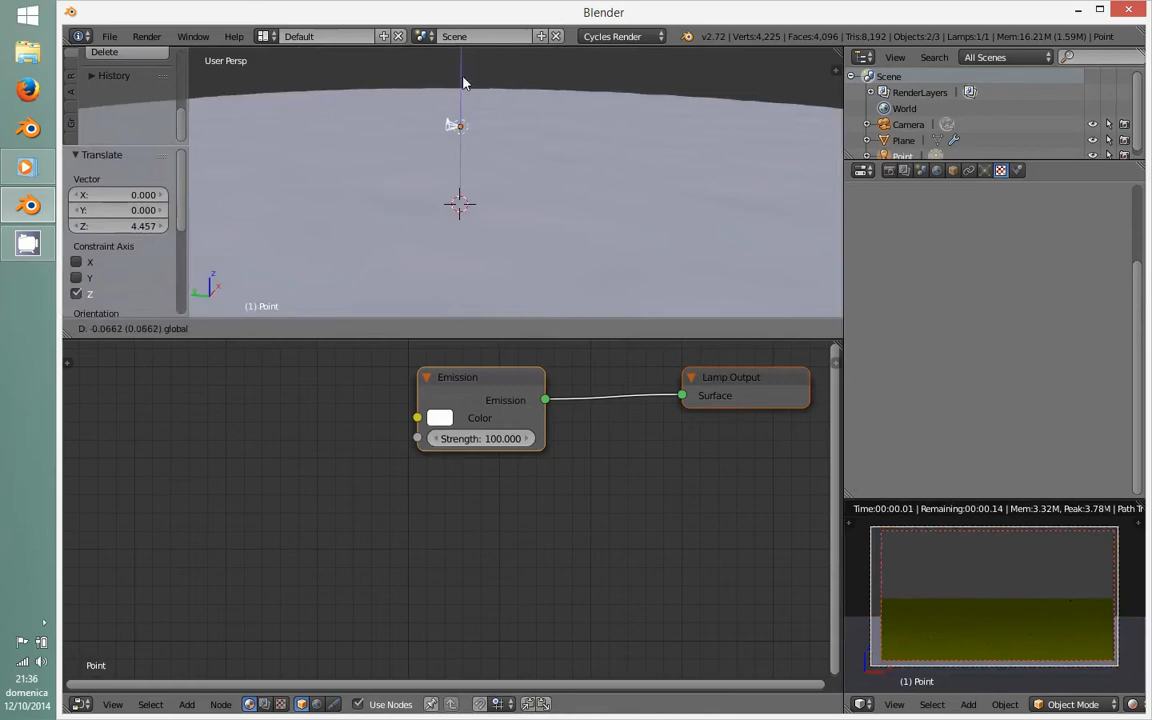 Blender
File Render Window Help Default Scene Cycles Render v2.72 | Verts:4,225 | Faces:4,096 | Tris:8,192 | Objects:2/3 | Lamps:1/1 | Mem:16.21M (1.59M) | Point
Delete
History
User Persp
View Search All Scenes
Scene
RenderLayers
World
Camera
Plane
Point
Translate
Vector
X: 0.000
Y: 0.000
Z: 4.457
Constraint Axis
X
Y
Z
Orientation
(1) Point
D. -0.0662 (0.0662) global
Emission
Emission
Color
Strength: 100.000
Lamp Output
Surface
Time:00:00.01 | Remaining:00:00.14 | Mem:3.32M, Peak:3.78M | Path Tr
(1) Point
Point
View Select Add Node Use Nodes
View Select Add Object Object Mode
21:36
domenica
12/10/2014